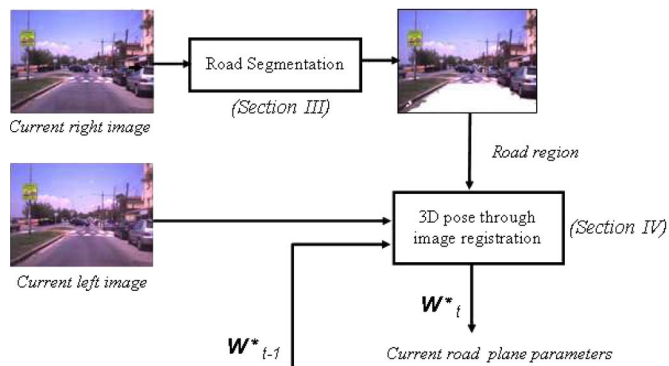 Road Segmentation
(Section III)
Current right image
Road region
3D pose through
image registration
(Section IV)
Current left image
W* t
W* t-1
Current road plane parameters